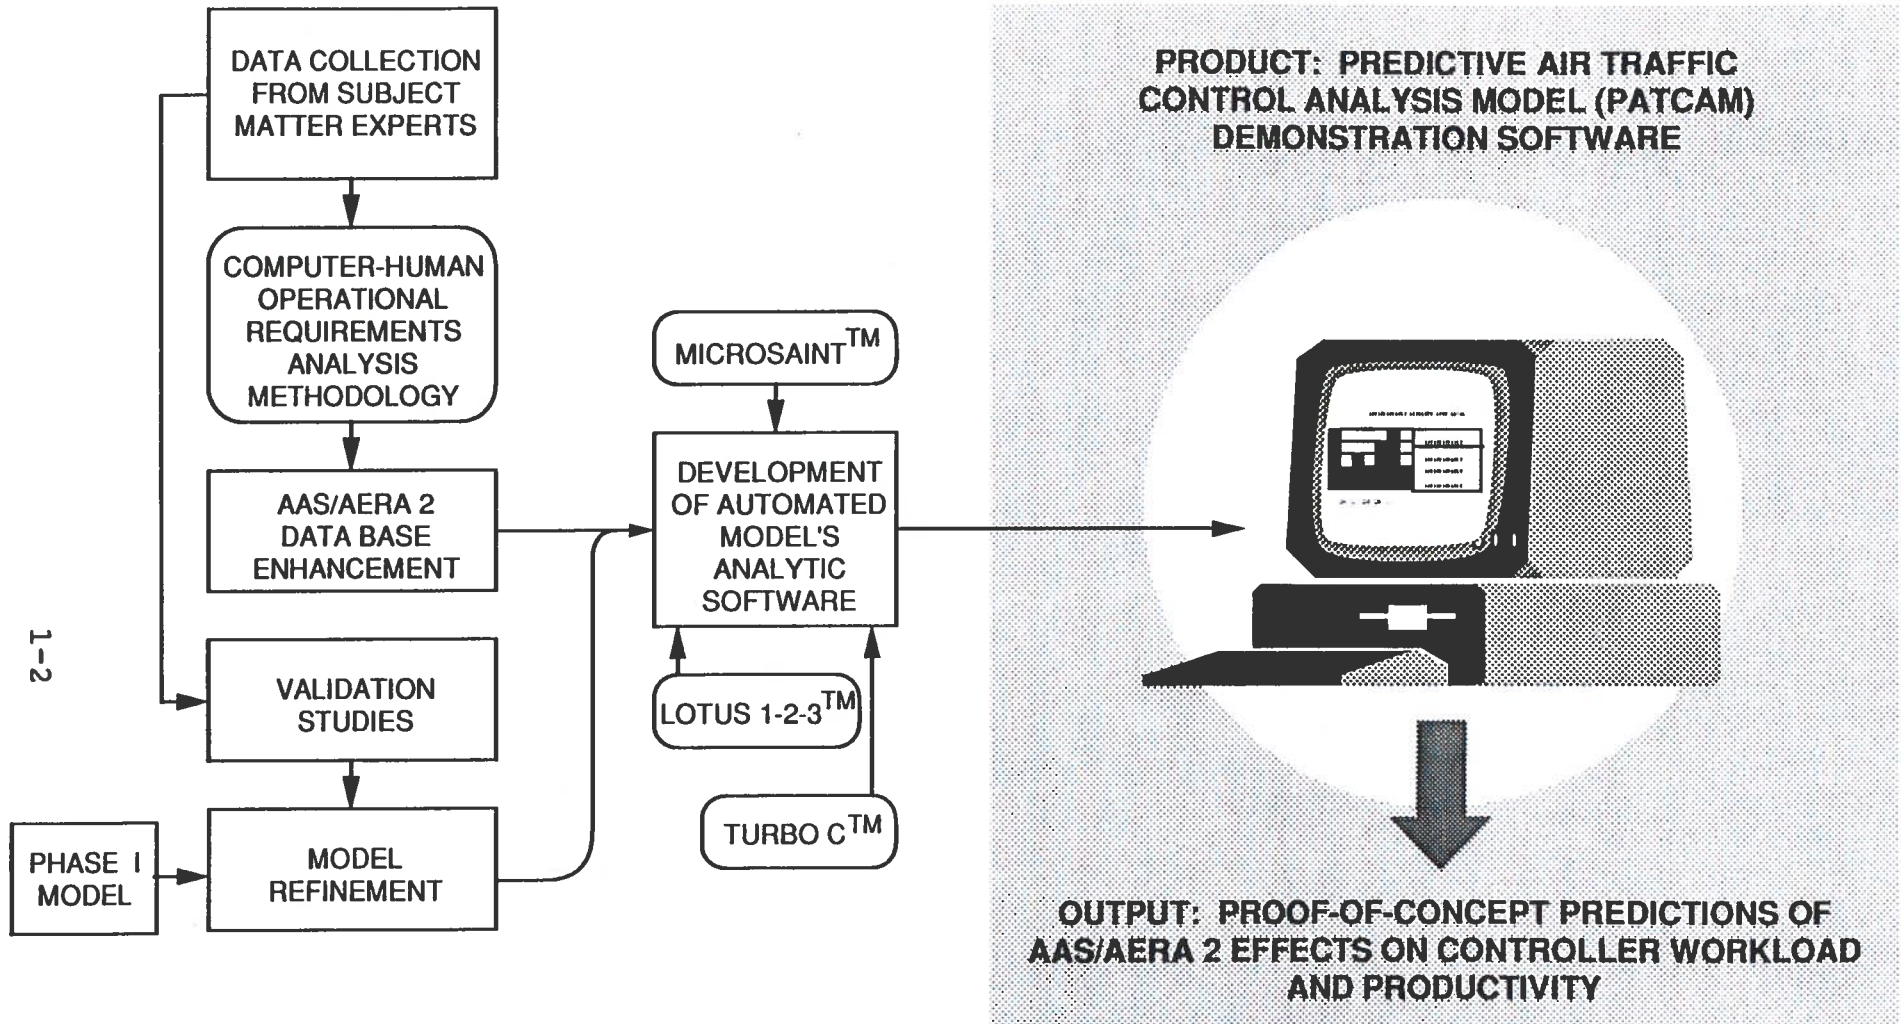 DATA COLLECTION
FROM SUBJECT
MATTER EXPERTS
COMPUTER-HUMAN
OPERATIONAL
REQUIREMENTS
ANALYSIS
METHODOLOGY
AAS/AERA 2
DATA BASE
ENHANCEMENT
VALIDATION
STUDIES
PHASE I
MODEL
MODEL
REFINEMENT
MICROSAINT™
DEVELOPMENT
OF AUTOMATED
MODEL'S
ANALYTIC
SOFTWARE
LOTUS 1-2-3™
TURBO C™
PRODUCT: PREDICTIVE AIR TRAFFIC
CONTROL ANALYSIS MODEL (PATCAM)
DEMONSTRATION SOFTWARE
OUTPUT: PROOF-OF-CONCEPT PREDICTIONS OF
AAS/AERA 2 EFFECTS ON CONTROLLER WORKLOAD
AND PRODUCTIVITY
1-2